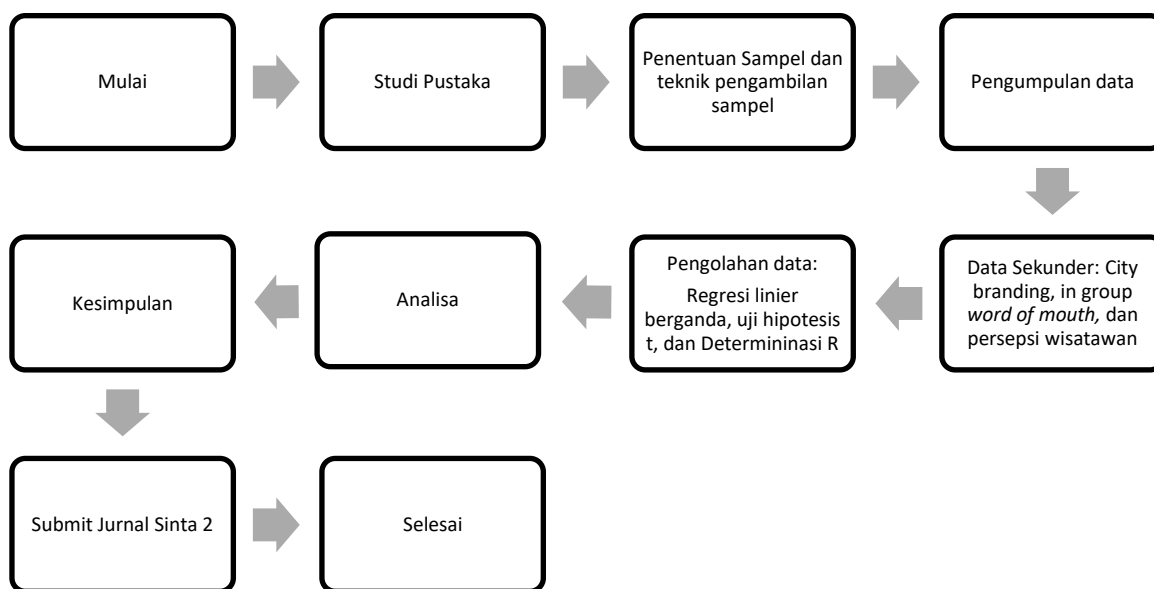 Mulai
Studi Pustaka
Penentuan Sampel dan
teknik pengambilan
sampel
Pengumpulan data
Data Sekunder: City
branding, in group
word of mouth, dan
persepsi wisatawan
Pengolahan data:
Regresi linier
berganda, uji hipotesis
t, dan Determininasi R
Analisa
Kesimpulan
Submit Jurnal Sinta 2
Selesai